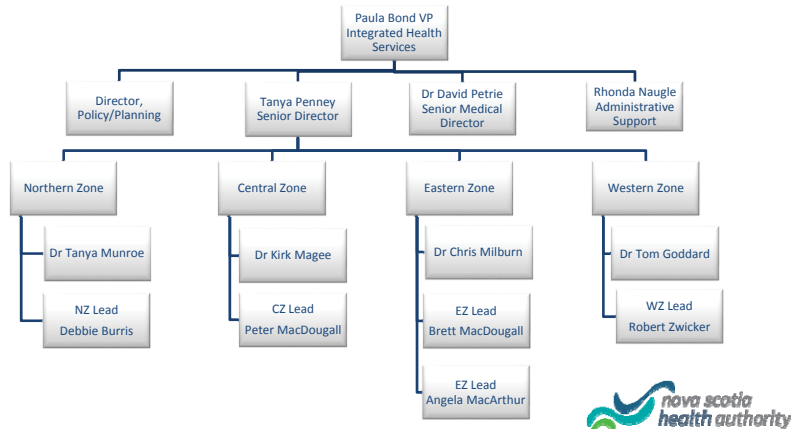 Paula Bond VP
Integrated Health
Services
Director,
Policy/Planning
Tanya Penney
Senior Director
Dr David Petrie
Senior Medical
Director
Rhonda Naugle
Administrative
Support
Northern Zone
Central Zone
Eastern Zone
Western Zone
Dr Tanya Munroe
Dr Kirk Magee
Dr Chris Milburn
Dr Tom Goddard
NZ Lead
Debbie Burris
CZ Lead
Peter MacDougall
EZ Lead
Brett MacDougall
WZ Lead
Robert Zwicker
EZ Lead
Angela MacArthur
nova scotia
health authority